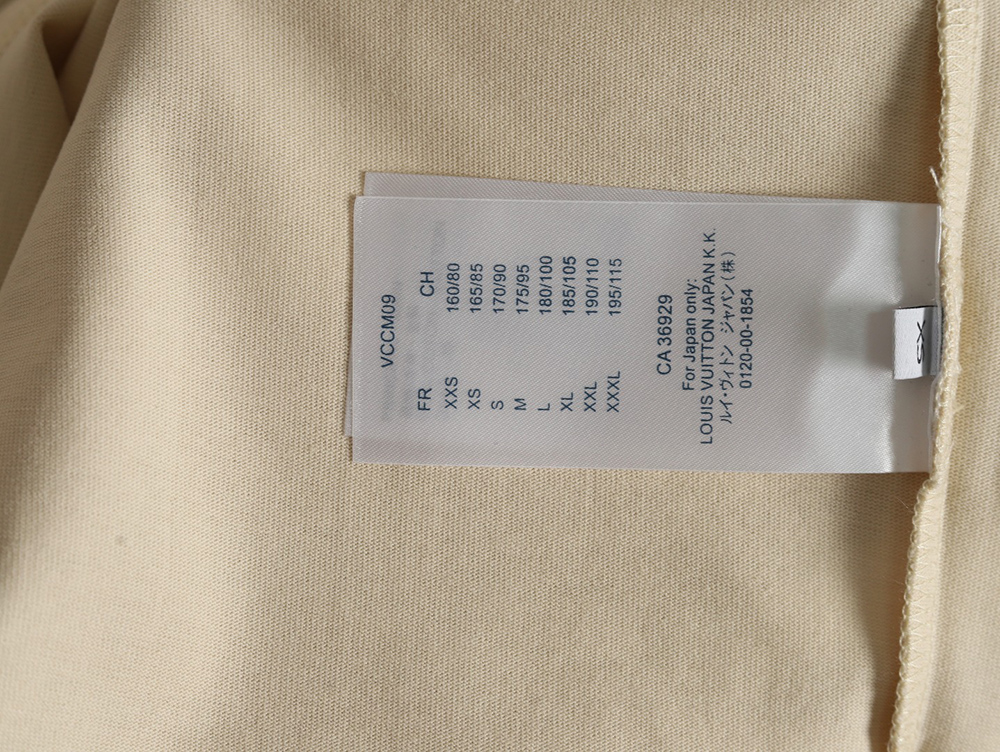 VCCM09
FR CH
XXS 160/80
XS 165/85
S 170/90
M 175/95
L 180/100
XL 185/105
XXL 190/110
XXXL 195/115
CA 36929
For Japan only:
LOUIS VUITTON JAPAN K.K.
ルイ・ヴィトン ジャパン(株)
0120-00-1854
XS